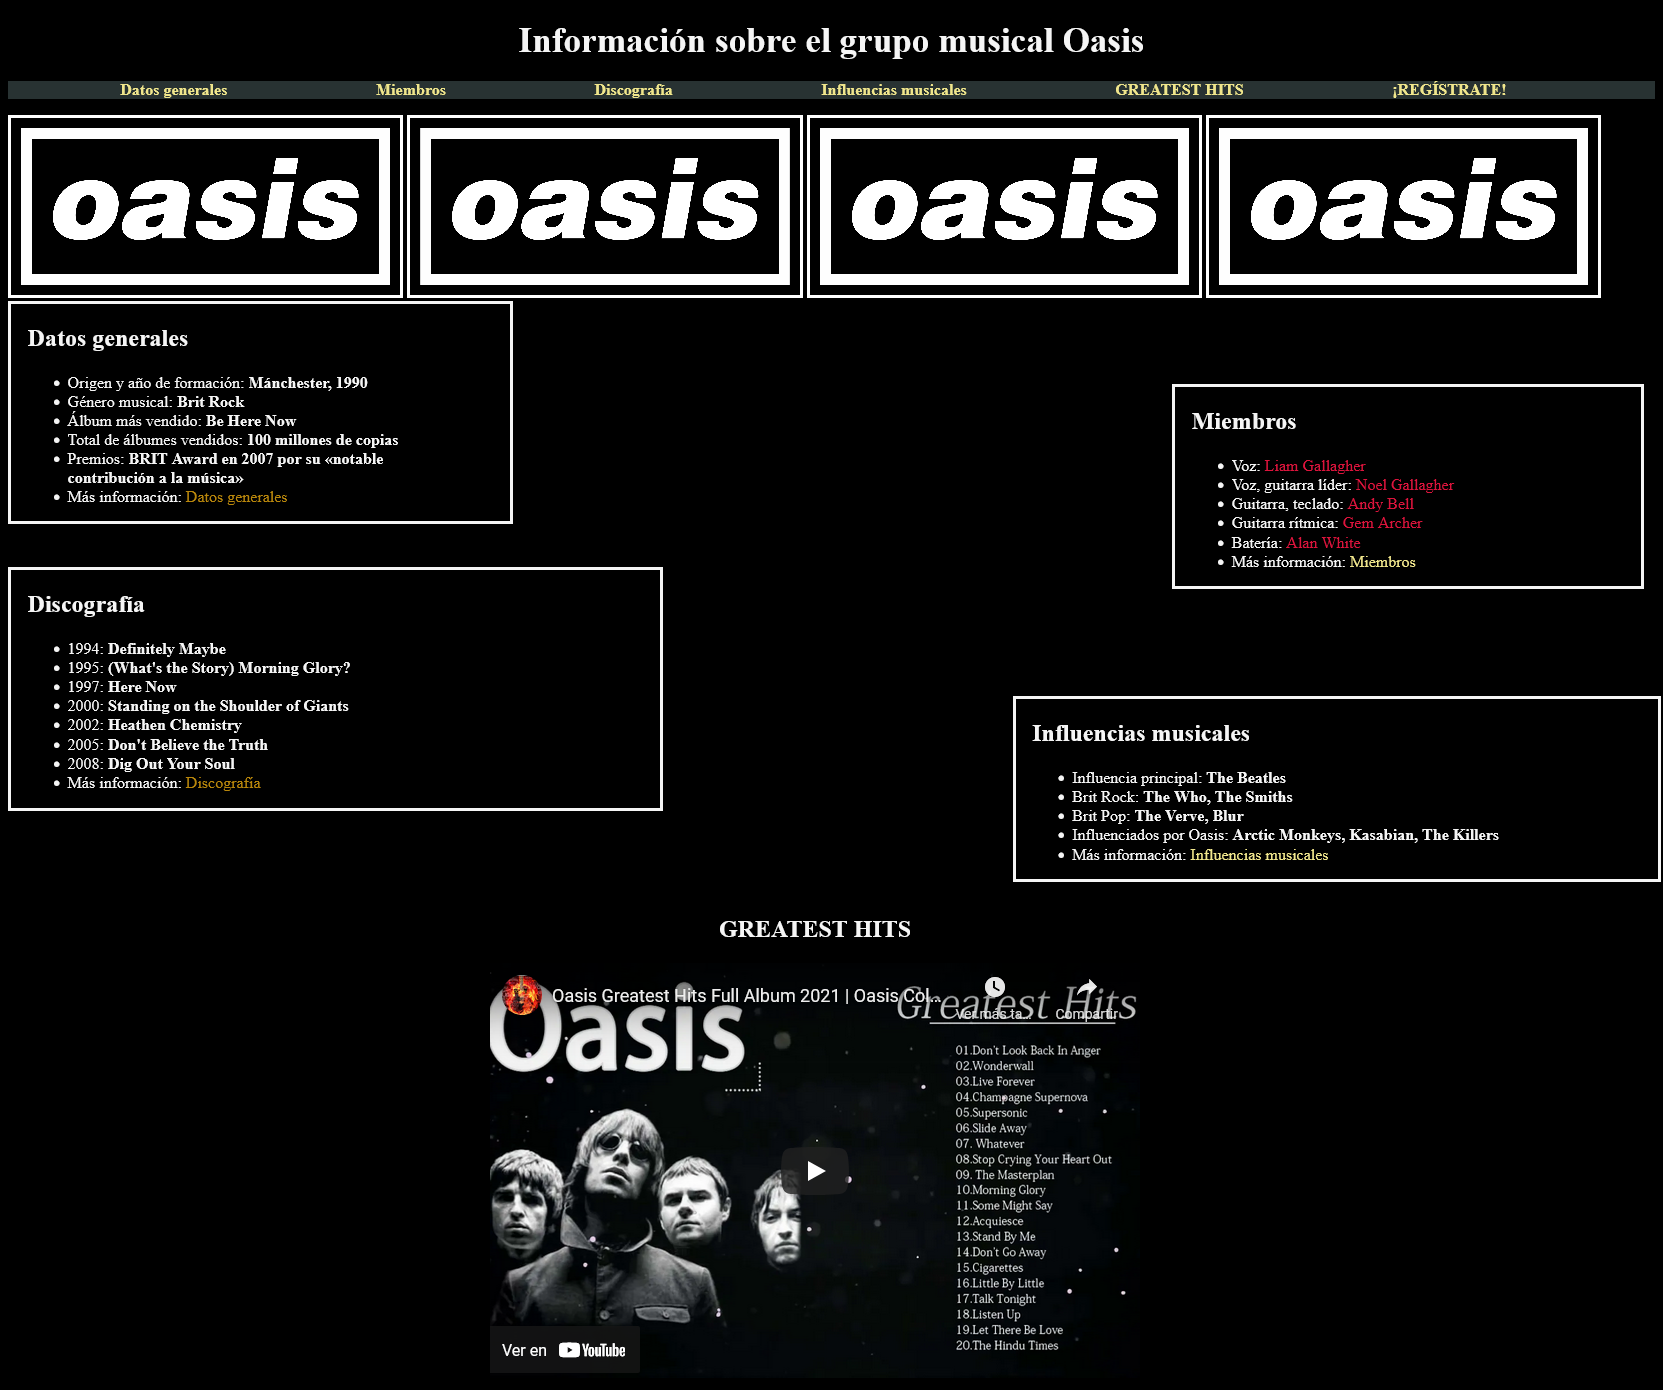 Información sobre el grupo musical Oasis
Datos generales Miembros Discografía Influencias musicales GREATEST HITS ¡REGÍSTRATE!
oasis oasis oasis oasis
Datos generales
Origen y año de formación: Mánchester, 1990
Género musical: Brit Rock
Álbum más vendido: Be Here Now
Total de álbumes vendidos: 100 millones de copias
Premios: BRIT Award en 2007 por su «notable
contribución a la música»
Más información: Datos generales
Miembros
Voz: Liam Gallagher
Voz, guitarra líder: Noel Gallagher
Guitarra, teclado: Andy Bell
Guitarra rítmica: Gem Archer
Batería: Alan White
Más información: Miembros
Discografía
1994: Definitely Maybe
1995: (What's the Story) Morning Glory?
1997: Here Now
2000: Standing on the Shoulder of Giants
2002: Heathen Chemistry
2005: Don't Believe the Truth
2008: Dig Out Your Soul
Más información: Discografía
Influencias musicales
Influencia principal: The Beatles
Brit Rock: The Who, The Smiths
Brit Pop: The Verve, Blur
Influenciados por Oasis: Arctic Monkeys, Kasabian, The Killers
Más información: Influencias musicales
GREATEST HITS
Oasis Greatest Hits Full Album 2021 | Oasis Col...
Ver más ta... Compartir
Oasis
Greatest Hits
01.Don't Look Back In Anger
02.Wonderwall
03.Live Forever
04.Champagne Supernova
05.Supersonic
06.Slide Away
07. Whatever
08.Stop Crying Your Heart Out
09. The Masterplan
10.Morning Glory
11.Some Might Say
12.Acquiesce
13.Stand By Me
14.Don't Go Away
15.Cigarettes
16.Little By Little
17.Talk Tonight
18.Listen Up
19.Let There Be Love
20.The Hindu Times
Ver en YouTube